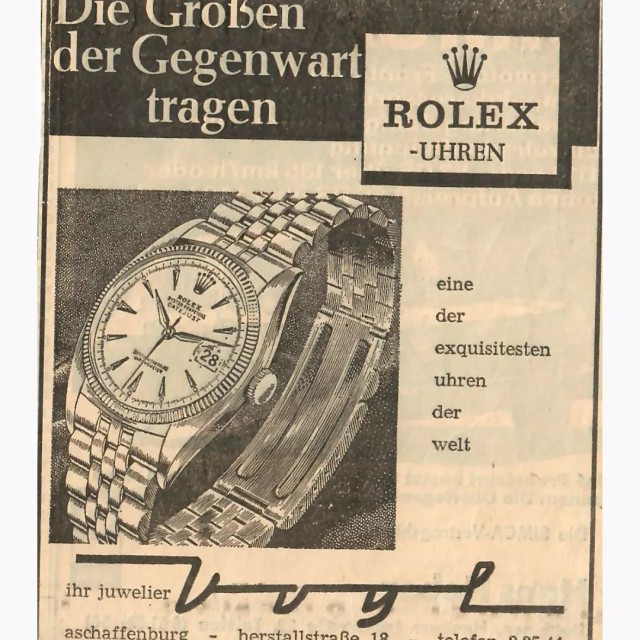 Die Großen
der Gegenwart
tragen
ROLEX
-UHREN
ROLEX
DATEJUST
28
eine
der
exquisitesten
uhren
der
welt
ihr juwelier Vogl
aschaffenburg - herstallstraße 18 - telefon